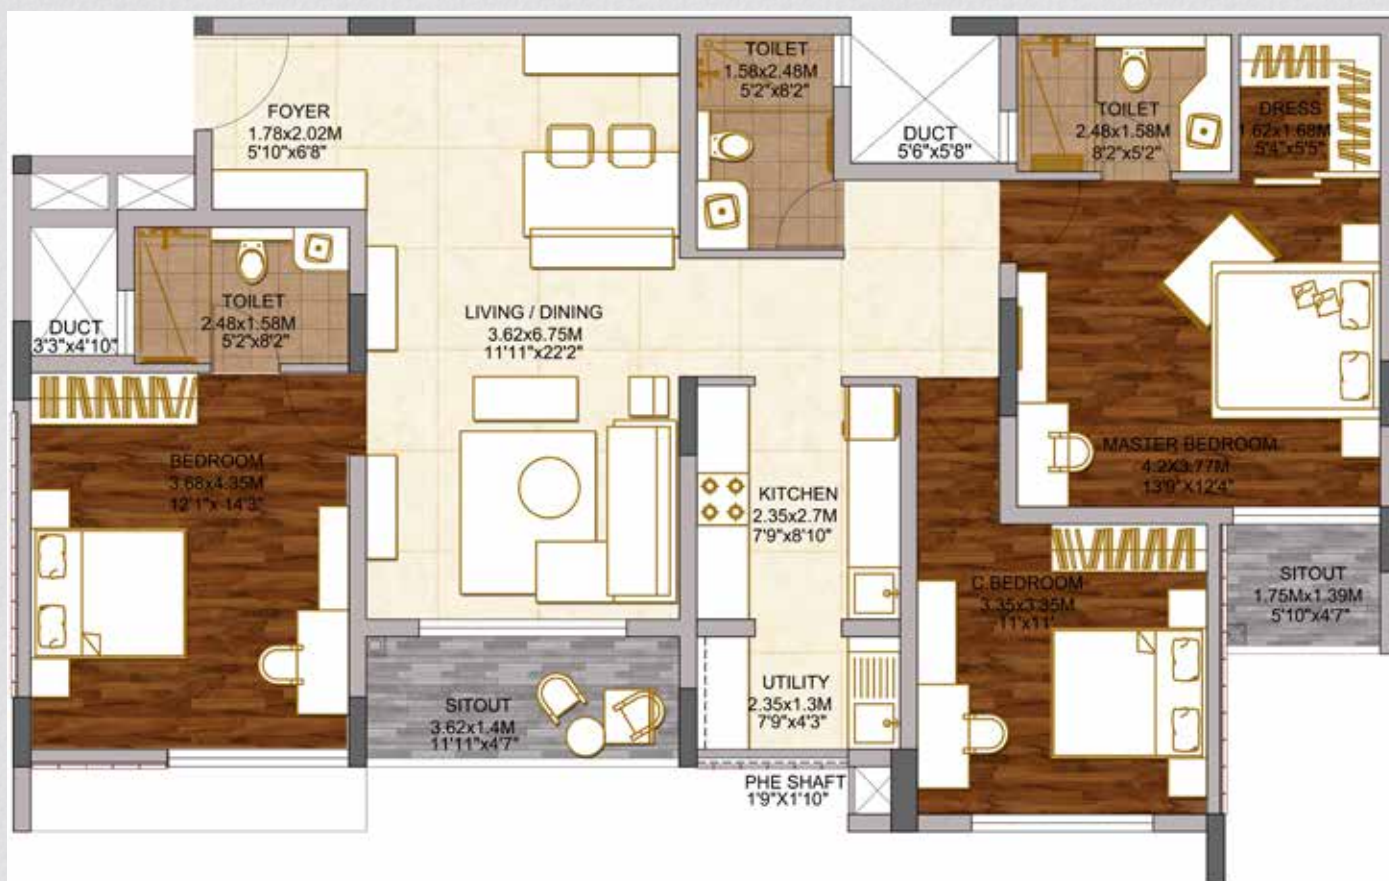 FOYER
1.78x2.02M
5'10"x6'8"
TOILET
1.58x2.48M
5'2"x8'2"
DUCT
5'6"x5'8"
TOILET
2.48x1.58M
8'2"x5'2"
DRESS
1.62x1.68M
5'4"x5'5"
DUCT
3'3"x4'10"
TOILET
2.48x1.58M
5'2"x8'2"
LIVING / DINING
3.62x6.75M
11'11"x22'2"
BEDROOM
3.68x4.35M
12'1"x 14'3"
KITCHEN
2.35x2.7M
7'9"x8'10"
MASTER BEDROOM
4.2X3.77M
13'9"X12'4"
C.BEDROOM
3.35x3.35M
11'x11'
SITOUT
1.75Mx1.39M
5'10"x4'7"
SITOUT
3.62x1.4M
11'11"x4'7"
UTILITY
2.35x1.3M
7'9"x4'3"
PHE SHAFT
1'9"X1'10"